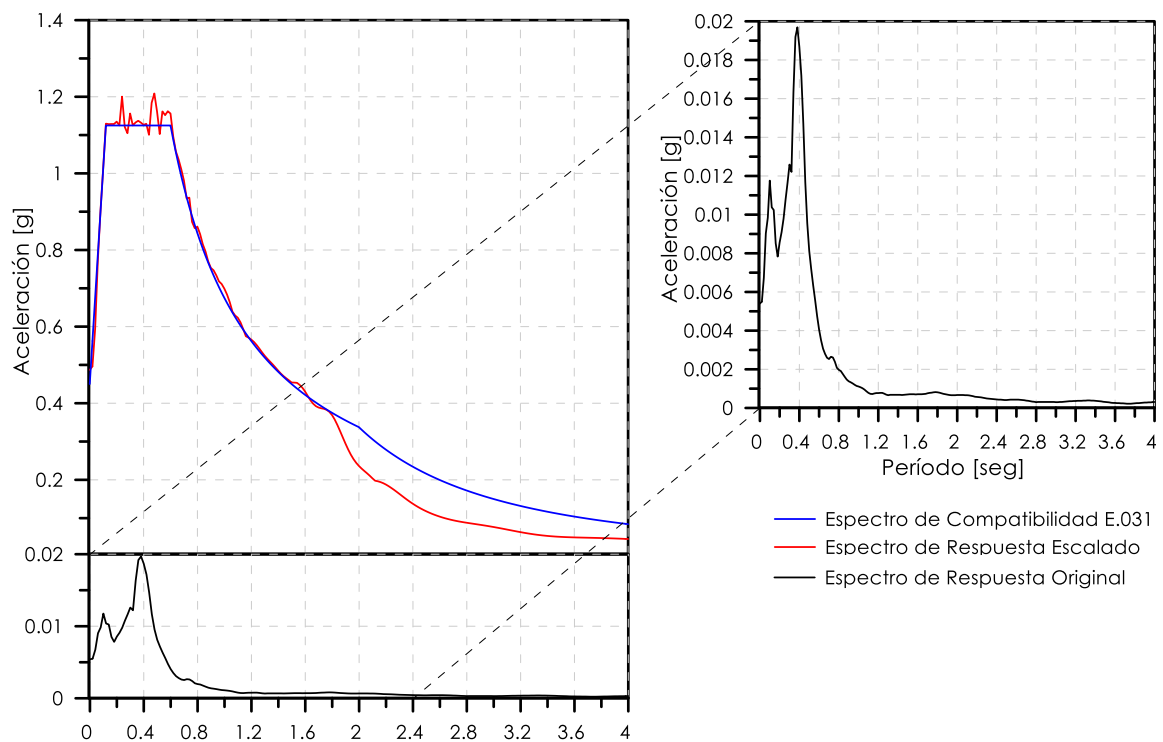 1.4
1.2
1
0.8
0.6
0.4
0.2
Aceleración [g]
0.02
0.01
0
0 0.4 0.8 1.2 1.6 2 2.4 2.8 3.2 3.6 4
0.02
0.018
0.016
0.014
0.012
0.01
0.008
0.006
0.004
0.002
0
Aceleración [g]
0 0.4 0.8 1.2 1.6 2 2.4 2.8 3.2 3.6 4
Período [seg]
Espectro de Compatibilidad E.031
Espectro de Respuesta Escalado
Espectro de Respuesta Original